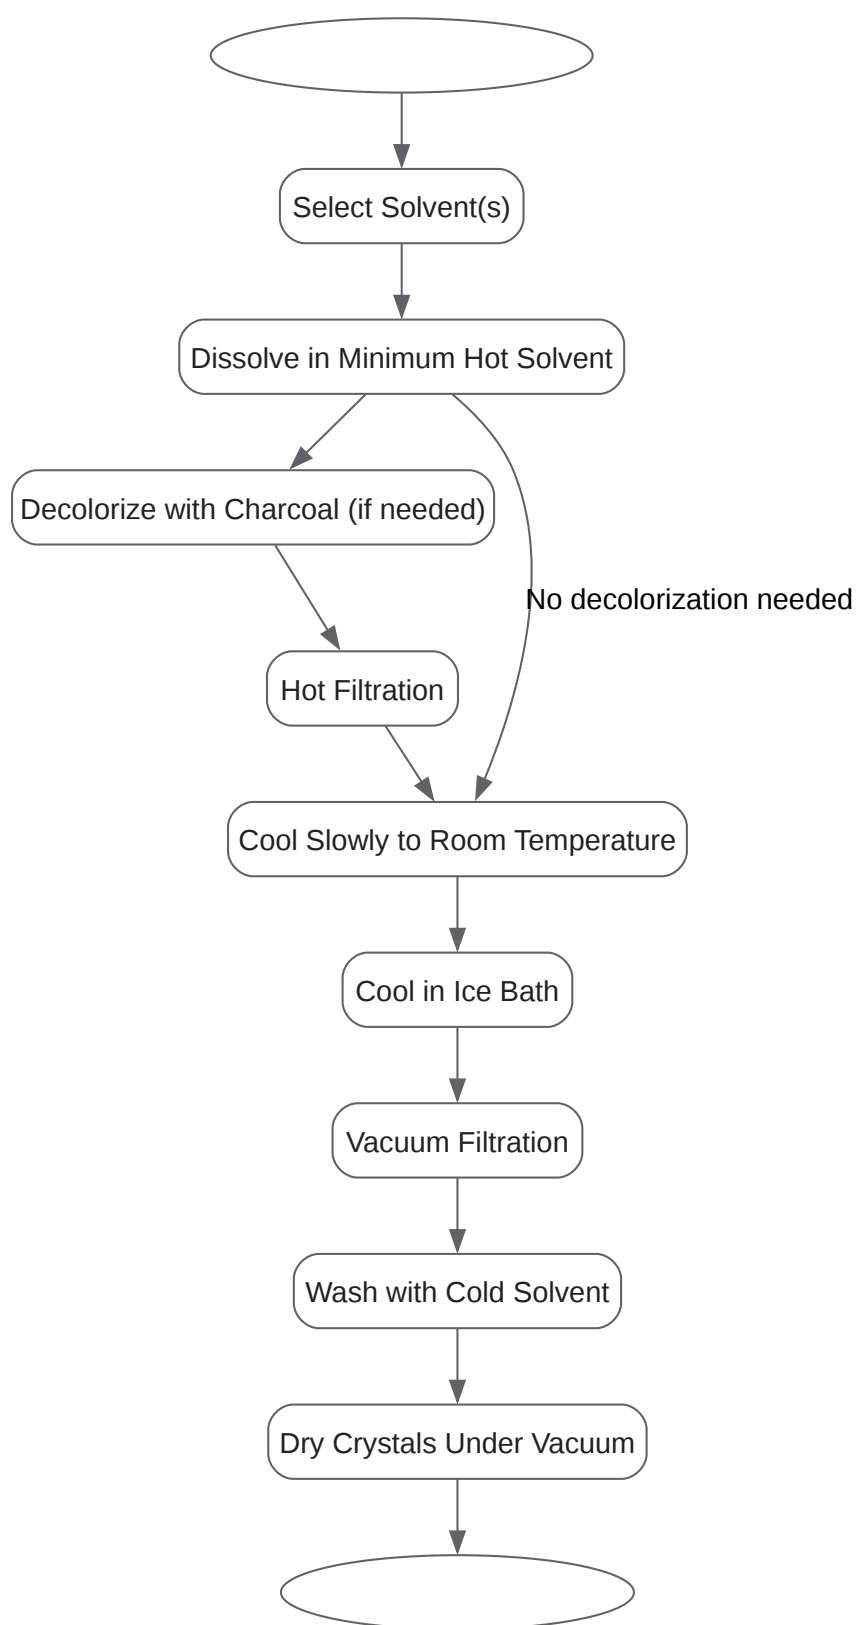 Select Solvent(s)
Dissolve in Minimum Hot Solvent
Decolorize with Charcoal (if needed)
No decolorization needed
Hot Filtration
Cool Slowly to Room Temperature
Cool in Ice Bath
Vacuum Filtration
Wash with Cold Solvent
Dry Crystals Under Vacuum